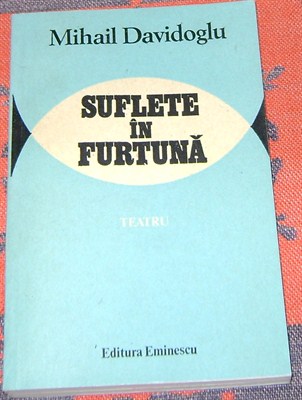 Mihail Davidoglu
SUFLETE
ÎN
FURTUNĂ
TEATRU
Editura Eminescu